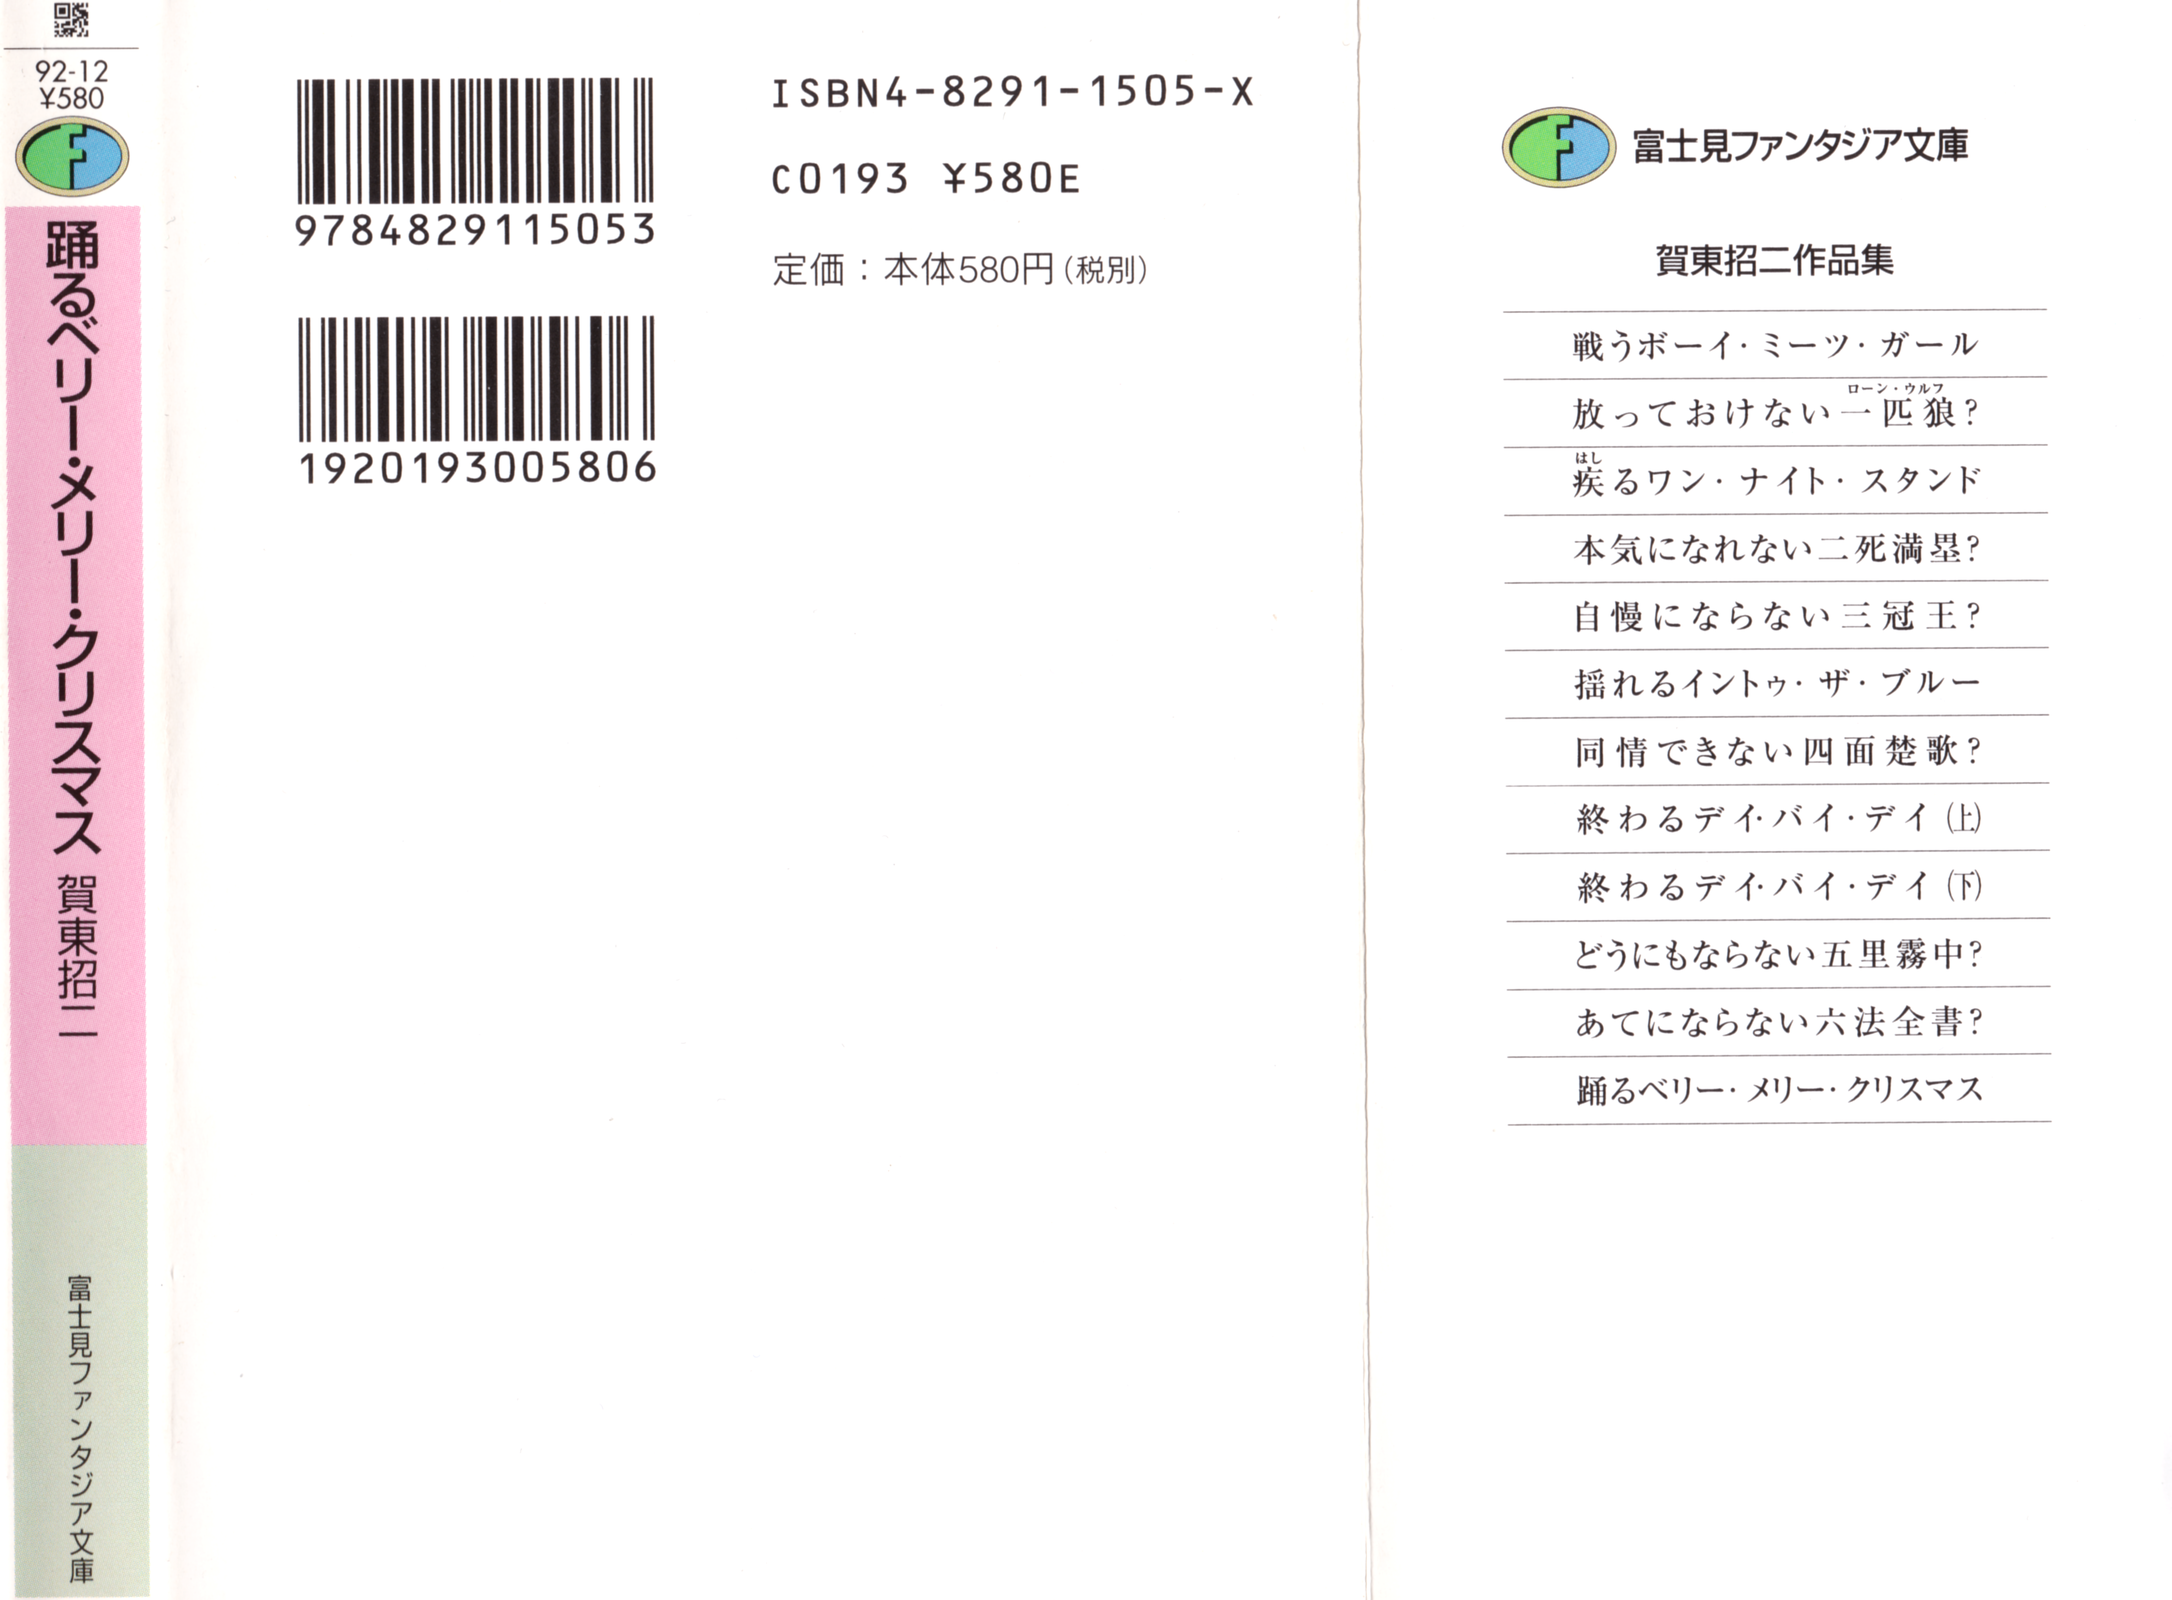 92-12
¥580
踊るベリー・メリー・クリスマス 賀東招二
富士見ファンタジア文庫
9784829115053
1920193005806
ISBN4-8291-1505-X
C0193 ¥580E
定価：本体580円（税別）
富士見ファンタジア文庫
賀東招二作品集
戦うボーイ・ミーツ・ガール
ローン・ウルフ
放っておけない一匹狼？
はし
疾るワン・ナイト・スタンド
本気になれない二死満塁？
自慢にならない三冠王？
揺れるイントゥ・ザ・ブルー
同情できない四面楚歌？
終わるデイ・バイ・デイ（上）
終わるデイ・バイ・デイ（下）
どうにもならない五里霧中？
あてにならない六法全書？
踊るベリー・メリー・クリスマス